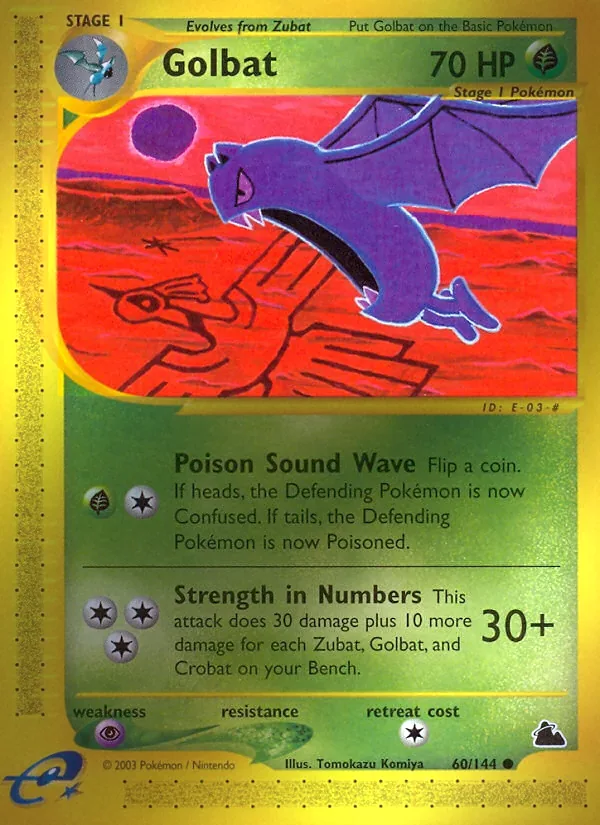 STAGE 1
Evolves from Zubat
Put Golbat on the Basic Pokémon
Golbat
70 HP
Stage 1 Pokémon
ID: E-03-#
Poison Sound Wave Flip a coin.
If heads, the Defending Pokémon is now
Confused. If tails, the Defending
Pokémon is now Poisoned.
Strength in Numbers This
attack does 30 damage plus 10 more
damage for each Zubat, Golbat, and
Crobat on your Bench.
30+
weakness
resistance
retreat cost
© 2003 Pokémon / Nintendo
Illus. Tomokazu Komiya
60/144
e